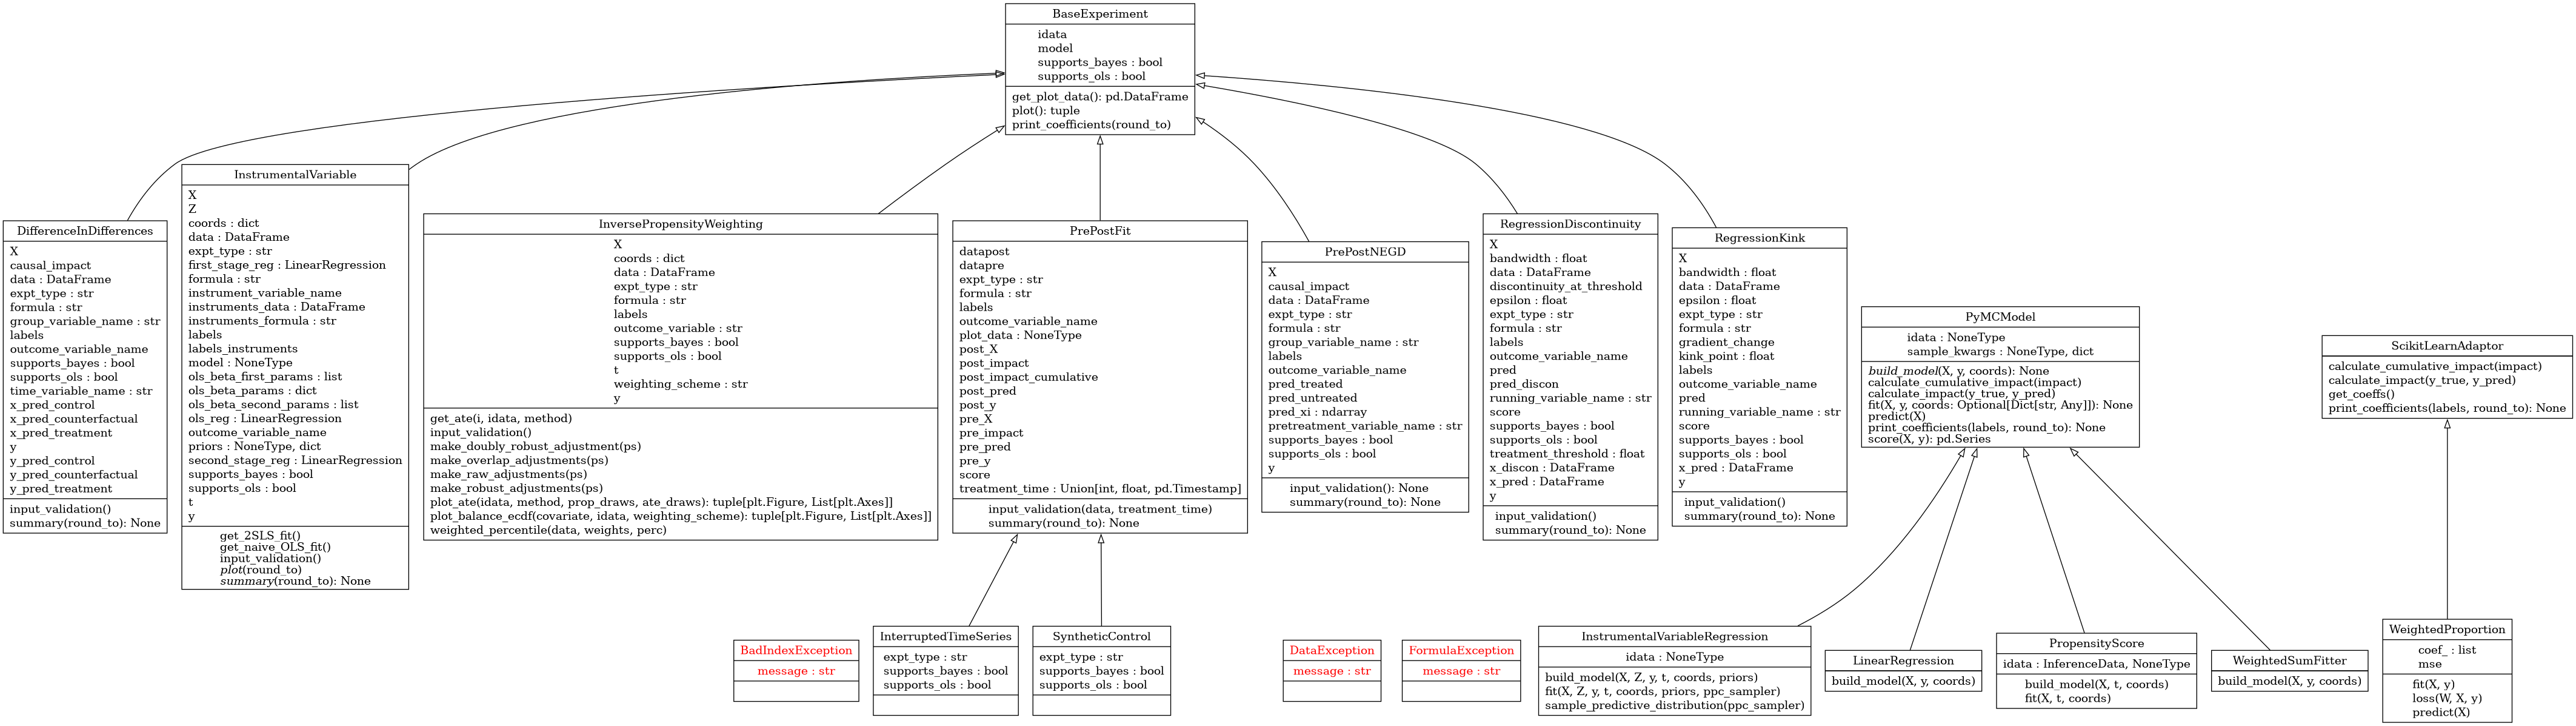 BaseExperiment
idata
model
supports_bayes : bool
supports_ols : bool
get_plot_data(): pd.DataFrame
plot(): tuple
print_coefficients(round_to)
DifferenceInDifferences
X
causal_impact
data : DataFrame
expt_type : str
formula : str
group_variable_name : str
labels
outcome_variable_name
supports_bayes : bool
supports_ols : bool
time_variable_name : str
x_pred_control
x_pred_counterfactual
x_pred_treatment
y
y_pred_control
y_pred_counterfactual
y_pred_treatment
input_validation()
summary(round_to): None
InstrumentalVariable
X
Z
coords : dict
data : DataFrame
expt_type : str
first_stage_reg : LinearRegression
formula : str
instrument_variable_name
instruments_data : DataFrame
instruments_formula : str
labels
labels_instruments
model : NoneType
ols_beta_first_params : list
ols_beta_params : dict
ols_beta_second_params : list
ols_reg : LinearRegression
outcome_variable_name
priors : NoneType, dict
second_stage_reg : LinearRegression
supports_bayes : bool
supports_ols : bool
t
y
get_2SLS_fit()
get_naive_OLS_fit()
input_validation()
plot(round_to)
summary(round_to): None
InversePropensityWeighting
X
coords : dict
data : DataFrame
expt_type : str
formula : str
labels
outcome_variable : str
supports_bayes : bool
supports_ols : bool
t
weighting_scheme : str
y
get_ate(i, idata, method)
input_validation()
make_doubly_robust_adjustment(ps)
make_overlap_adjustments(ps)
make_raw_adjustments(ps)
make_robust_adjustments(ps)
plot_ate(idata, method, prop_draws, ate_draws): tuple[plt.Figure, List[plt.Axes]]
plot_balance_ecdf(covariate, idata, weighting_scheme): tuple[plt.Figure, List[plt.Axes]]
weighted_percentile(data, weights, perc)
PrePostFit
datapost
datapre
expt_type : str
formula : str
labels
outcome_variable_name
plot_data : NoneType
post_X
post_impact
post_impact_cumulative
post_pred
post_y
pre_X
pre_impact
pre_pred
pre_y
score
treatment_time : Union[int, float, pd.Timestamp]
input_validation(data, treatment_time)
summary(round_to): None
PrePostNEGD
X
causal_impact
data : DataFrame
expt_type : str
formula : str
group_variable_name : str
labels
outcome_variable_name
pred_treated
pred_untreated
pred_xi : ndarray
pretreatment_variable_name : str
supports_bayes : bool
supports_ols : bool
y
input_validation(): None
summary(round_to): None
RegressionDiscontinuity
X
bandwidth : float
data : DataFrame
discontinuity_at_threshold
epsilon : float
expt_type : str
formula : str
labels
outcome_variable_name
pred
pred_discon
running_variable_name : str
score
supports_bayes : bool
supports_ols : bool
treatment_threshold : float
x_discon : DataFrame
x_pred : DataFrame
y
input_validation()
summary(round_to): None
RegressionKink
X
bandwidth : float
data : DataFrame
epsilon : float
expt_type : str
formula : str
gradient_change
kink_point : float
labels
outcome_variable_name
pred
running_variable_name : str
score
supports_bayes : bool
supports_ols : bool
x_pred : DataFrame
y
input_validation()
summary(round_to): None
PyMCModel
idata : NoneType
sample_kwargs : NoneType, dict
build_model(X, y, coords): None
calculate_cumulative_impact(impact)
calculate_impact(y_true, y_pred)
fit(X, y, coords: Optional[Dict[str, Any]]): None
predict(X)
print_coefficients(labels, round_to): None
score(X, y): pd.Series
ScikitLearnAdaptor
calculate_cumulative_impact(impact)
calculate_impact(y_true, y_pred)
get_coeffs()
print_coefficients(labels, round_to): None
BadIndexException
message : str
InterruptedTimeSeries
expt_type : str
supports_bayes : bool
supports_ols : bool
SyntheticControl
expt_type : str
supports_bayes : bool
supports_ols : bool
DataException
message : str
FormulaException
message : str
InstrumentalVariableRegression
idata : NoneType
build_model(X, Z, y, t, coords, priors)
fit(X, Z, y, t, coords, priors, ppc_sampler)
sample_predictive_distribution(ppc_sampler)
LinearRegression
build_model(X, y, coords)
PropensityScore
idata : InferenceData, NoneType
build_model(X, t, coords)
fit(X, t, coords)
WeightedSumFitter
build_model(X, y, coords)
WeightedProportion
coef_ : list
mse
fit(X, y)
loss(W, X, y)
predict(X)